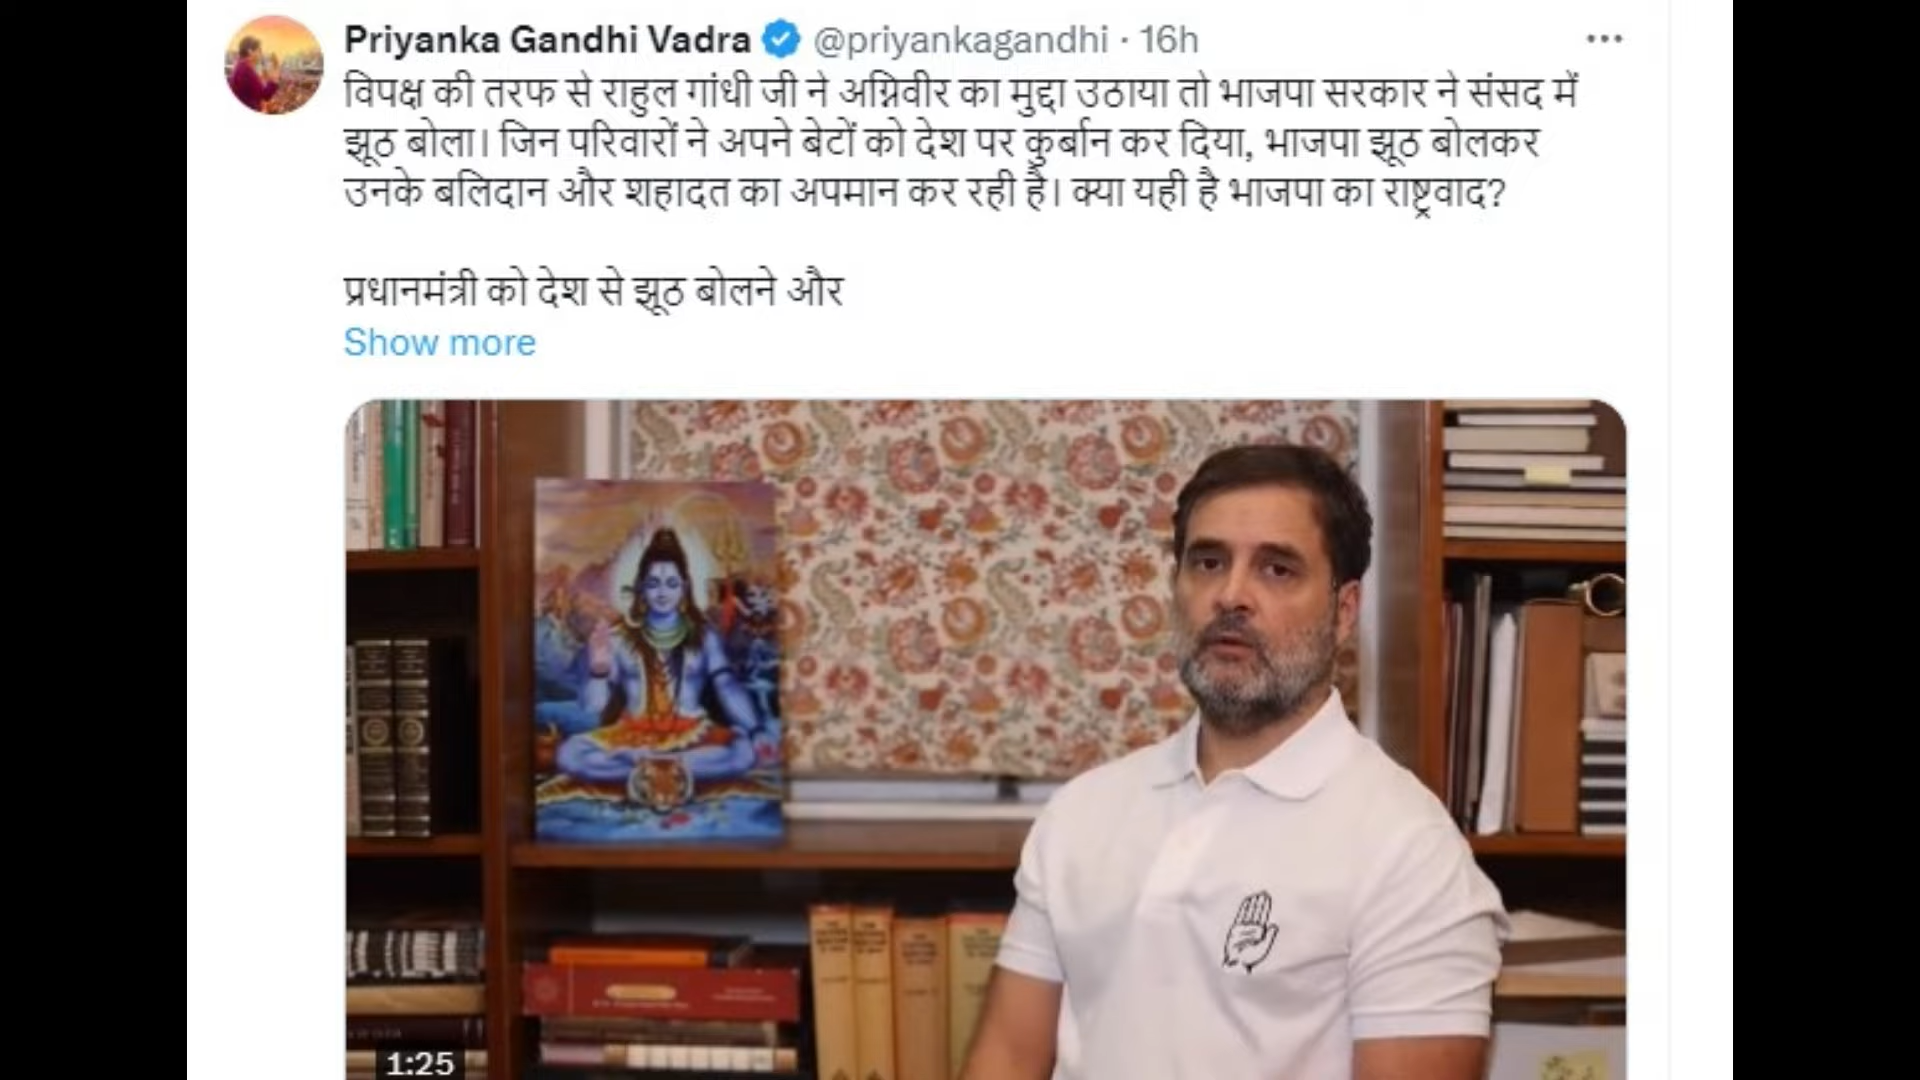 Priyanka Gandhi Vadra @priyankagandhi · 16h
विपक्ष की तरफ से राहुल गांधी जी ने अग्निवीर का मुद्दा उठाया तो भाजपा सरकार ने संसद में
झूठ बोला। जिन परिवारों ने अपने बेटों को देश पर कुर्बान कर दिया, भाजपा झूठ बोलकर
उनके बलिदान और शहादत का अपमान कर रही है। क्या यही है भाजपा का राष्ट्रवाद?
प्रधानमंत्री को देश से झूठ बोलने और
Show more
1:25